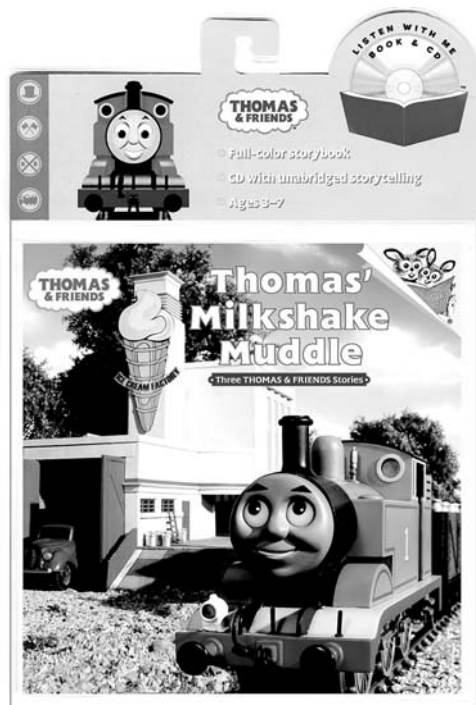 LISTEN WITH ME
BOOK & CD
THOMAS
& FRIENDS
Full-color storybook
CD with unabridged storytelling
Ages 3–7
THOMAS
& FRIENDS
Thomas'
Milkshake
Muddle
• Three THOMAS & FRIENDS Stories •
CREAM FACTORY
1